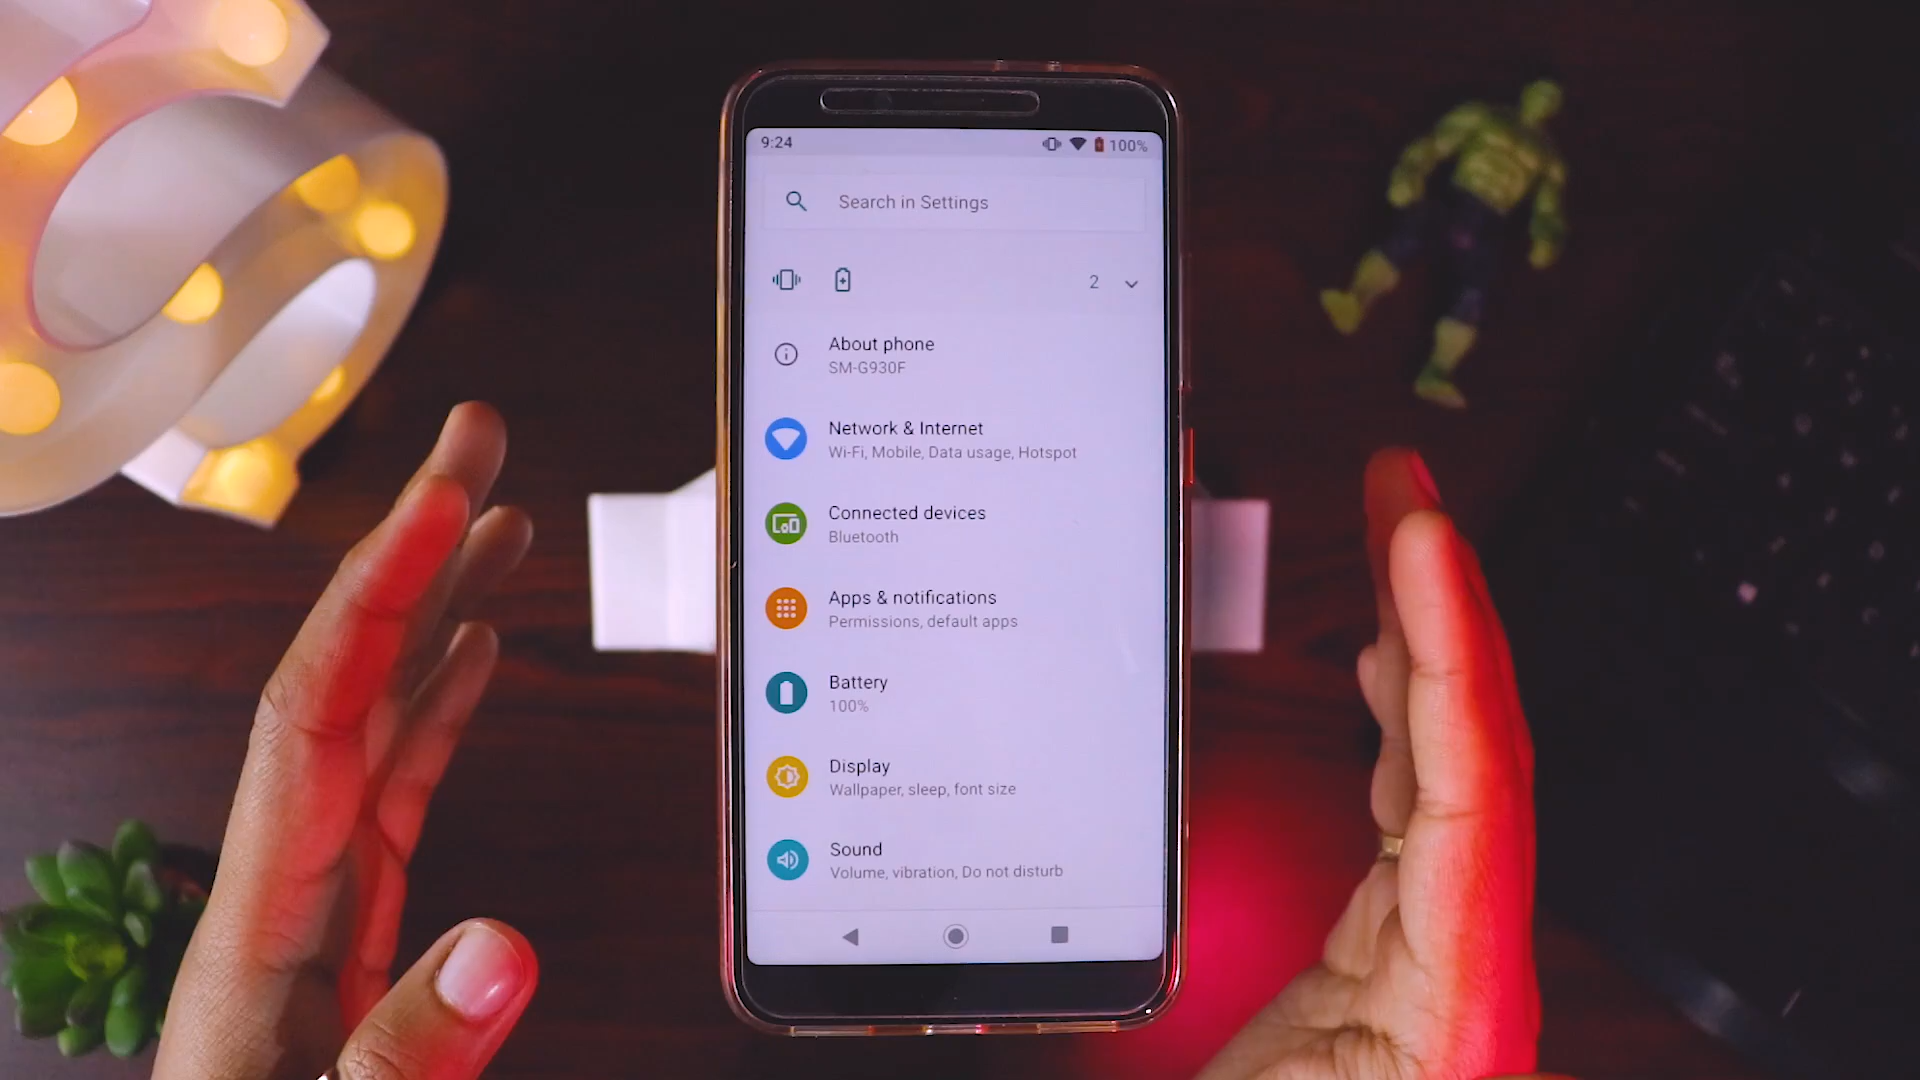 9:24
100%
Search in Settings
2
About phone
SM-G930F
Network & Internet
Wi-Fi, Mobile, Data usage, Hotspot
Connected devices
Bluetooth
Apps & notifications
Permissions, default apps
Battery
100%
Display
Wallpaper, sleep, font size
Sound
Volume, vibration, Do not disturb